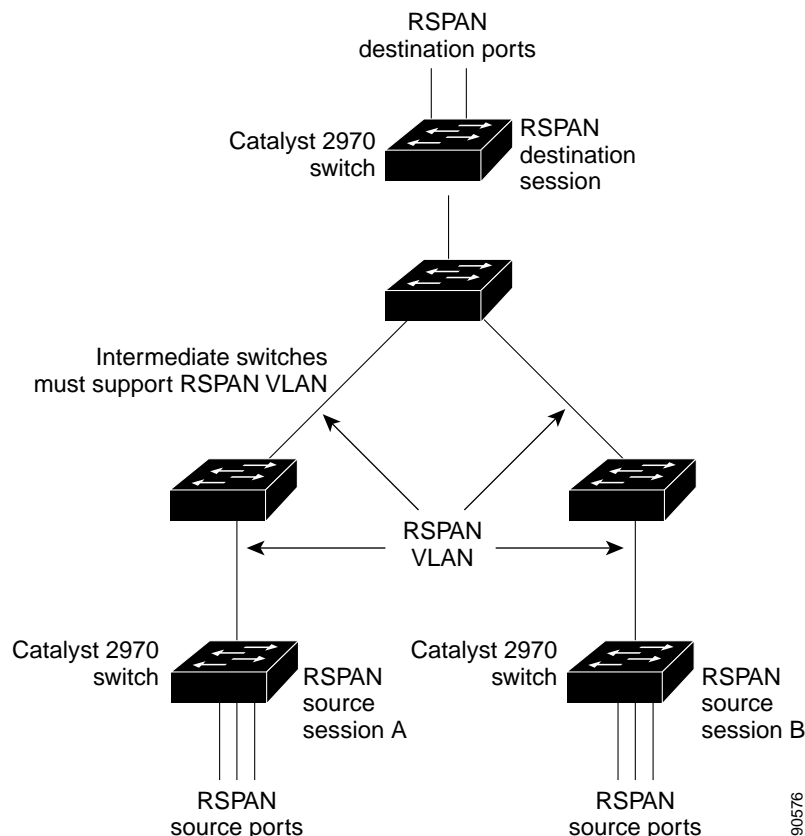 RSPAN
destination ports
Catalyst 2970
switch
RSPAN
destination
session
Intermediate switches
must support RSPAN VLAN
RSPAN
VLAN
Catalyst 2970
switch
RSPAN
source
session A
Catalyst 2970
switch
RSPAN
source
session B
RSPAN
source ports
RSPAN
source ports
90576